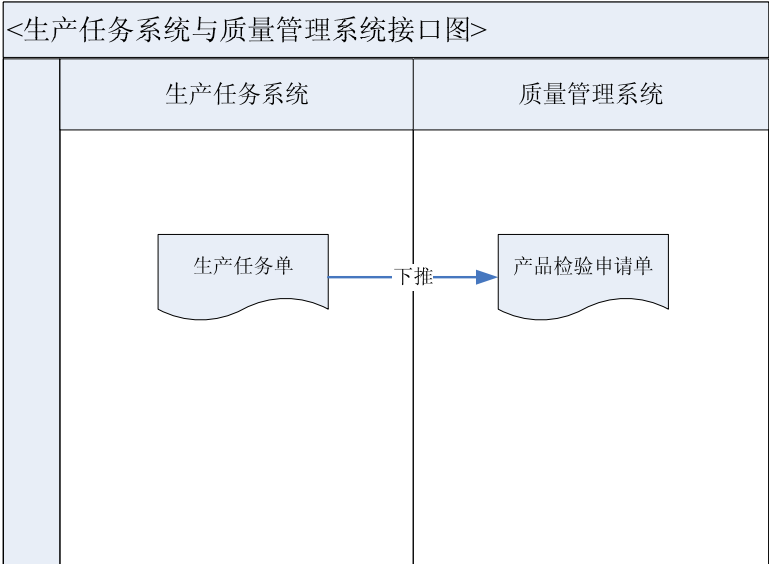 <生产任务系统与质量管理系统接口图>
生产任务系统
质量管理系统
生产任务单
下推
产品检验申请单